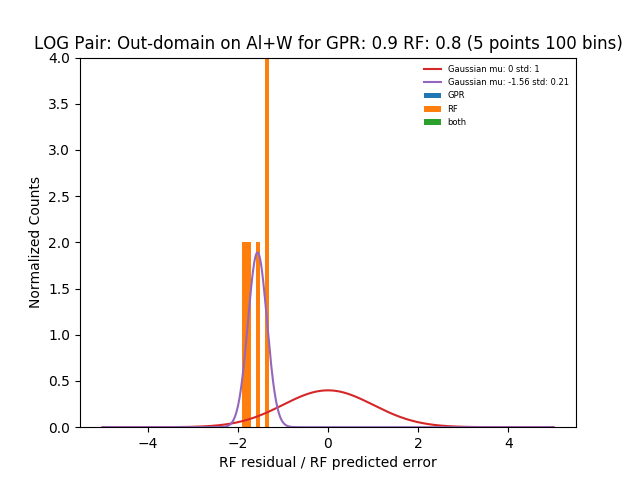 LOG Pair: Out-domain on Al+W for GPR: 0.9 RF: 0.8 (5 points 100 bins)
4.0
3.5
3.0
2.5
2.0
1.5
1.0
0.5
0.0
Normalized Counts
Gaussian mu: 0 std: 1
Gaussian mu: -1.56 std: 0.21
GPR
RF
both
−4
−2
0
2
4
RF residual / RF predicted error